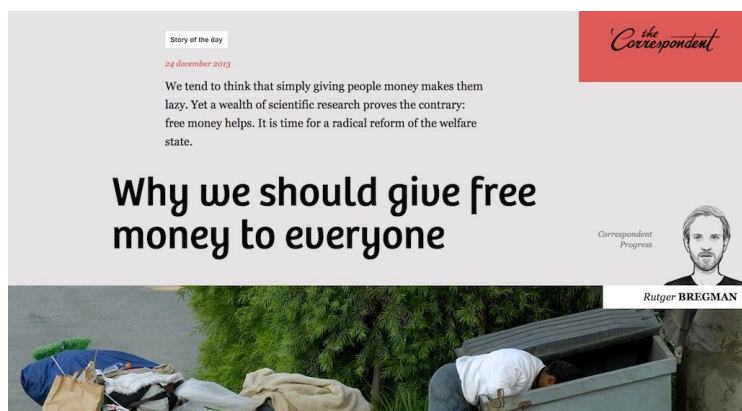 Story of the day
the
Correspondent
24 december 2013
We tend to think that simply giving people money makes them
lazy. Yet a wealth of scientific research proves the contrary:
free money helps. It is time for a radical reform of the welfare
state.
Why we should give free
money to everyone
Correspondent
Progress
Rutger BREGMAN